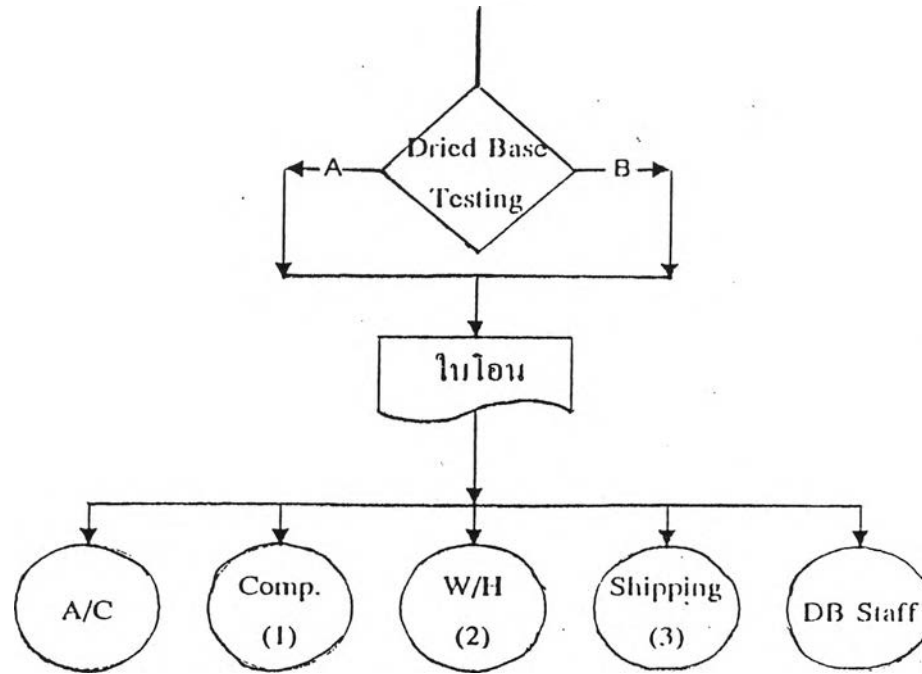 Dried Base
A
B
Testing
ใบโอน
A/C
Comp.
(1)
W/H
(2)
Shipping
(3)
DB Staff